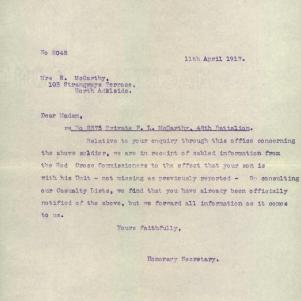 No 2048
11th April 1917.
Mrs E. McCarthy,
103 Strangways Terrace,
North Adelaide.
Dear Madam,
re No 2375 Private F. L. McCarthy, 48th Battalion.
Relative to your enquiry through this office concerning
the above soldier, we are in receipt of cabled information from
the Red Cross Commissioners to the effect that your son is
with his Unit - not missing as previously reported - On consulting
our Casualty Lists, we find that you have already been officially
notified of the above, but we forward all information as it comes
to us.
Yours faithfully,
Honorary Secretary.